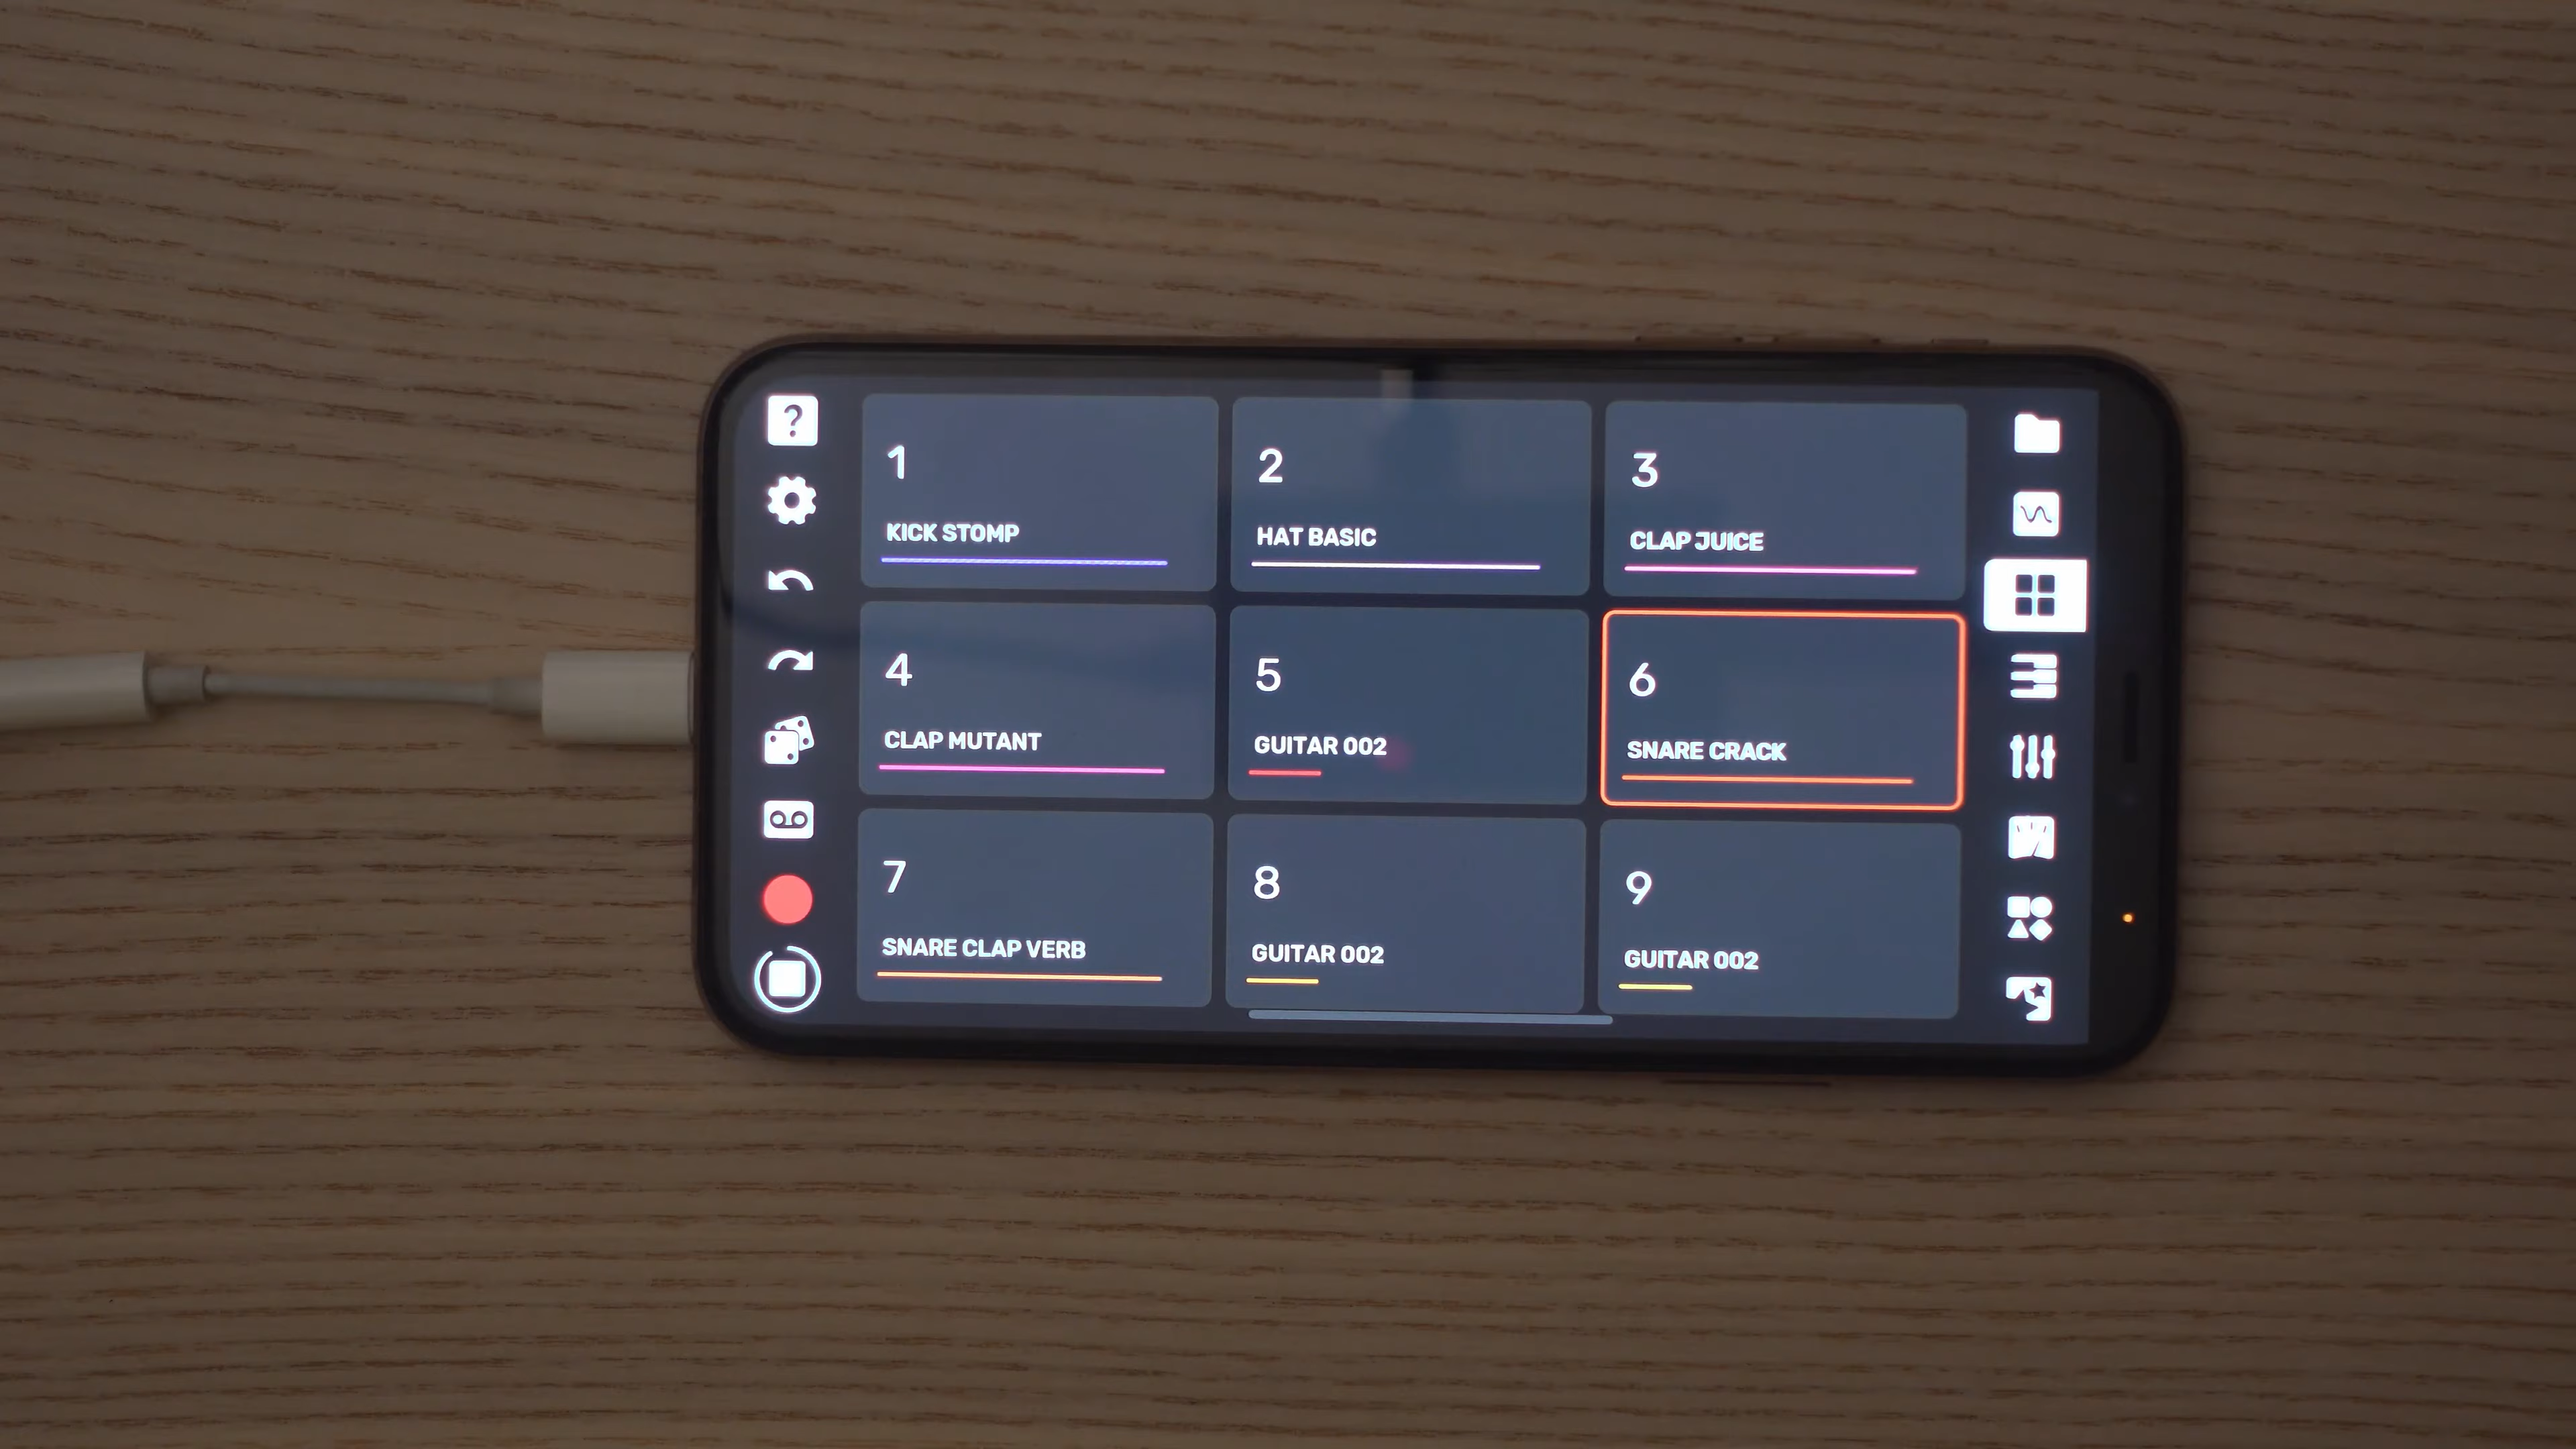 ?
1
KICK STOMP
2
HAT BASIC
3
CLAP JUICE
4
CLAP MUTANT
5
GUITAR 002
6
SNARE CRACK
7
SNARE CLAP VERB
8
GUITAR 002
9
GUITAR 002